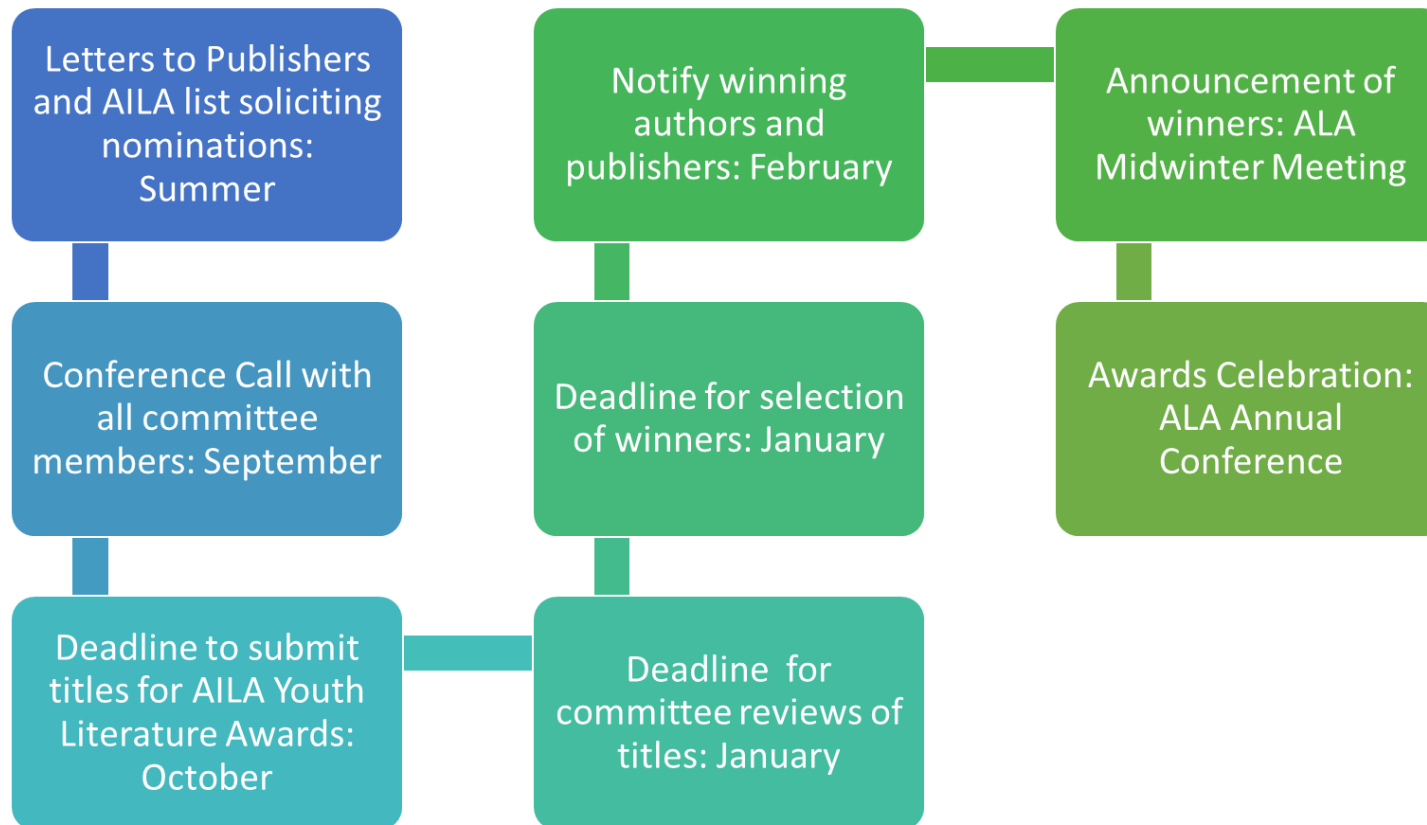 Letters to Publishers
and AILA list soliciting
nominations:
Summer
Conference Call with
all committee
members: September
Deadline to submit
titles for AILA Youth
Literature Awards:
October
Deadline  for
committee reviews of
titles: January
Deadline for selection
of winners: January
Notify winning
authors and
publishers: February
Announcement of
winners: ALA
Midwinter Meeting
Awards Celebration:
ALA Annual
Conference